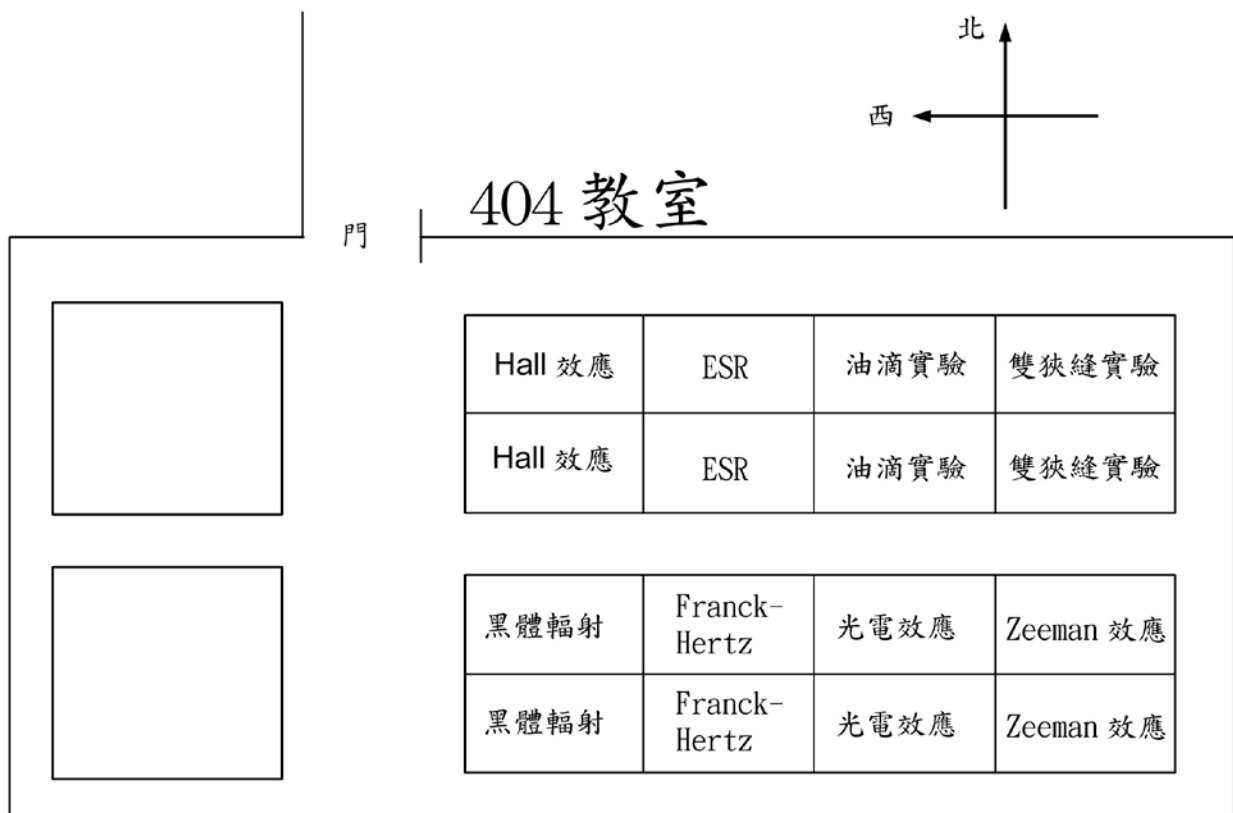 北
西
404 教室
門
Hall 效應
ESR
油滴實驗
雙狹縫實驗
Hall 效應
ESR
油滴實驗
雙狹縫實驗
黑體輻射
Franck-
Hertz
光電效應
Zeeman 效應
黑體輻射
Franck-
Hertz
光電效應
Zeeman 效應